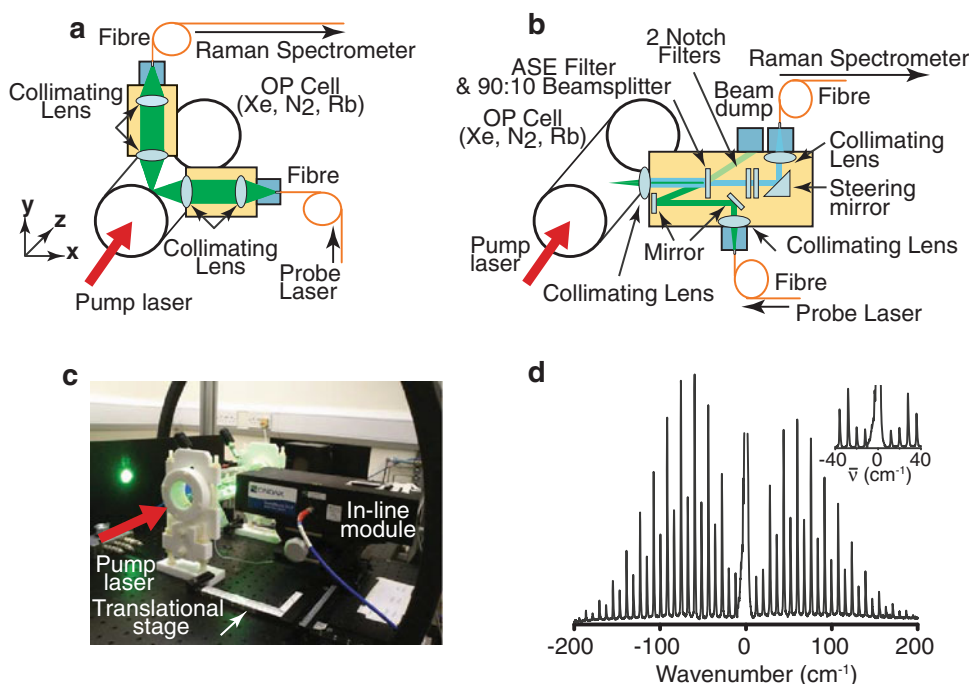 a
Fibre
Raman Spectrometer
Collimating
Lens
OP Cell
(Xe, N2, Rb)
Fibre
y
z
x
Collimating
Lens
Pump laser
Probe
Laser
b
2 Notch
Filters
Raman Spectrometer
ASE Filter
& 90:10 Beamsplitter
Beam
dump
Fibre
OP Cell
(Xe, N2, Rb)
Collimating
Lens
Steering
mirror
Pump
laser
Mirror
Collimating Lens
Collimating Lens
Fibre
Probe Laser
c
ONDAX
In-line
module
Pump
laser
Translational
stage
d
-40
0
40
ν̅ (cm-1)
-200
-100
0
100
200
Wavenumber (cm-1)